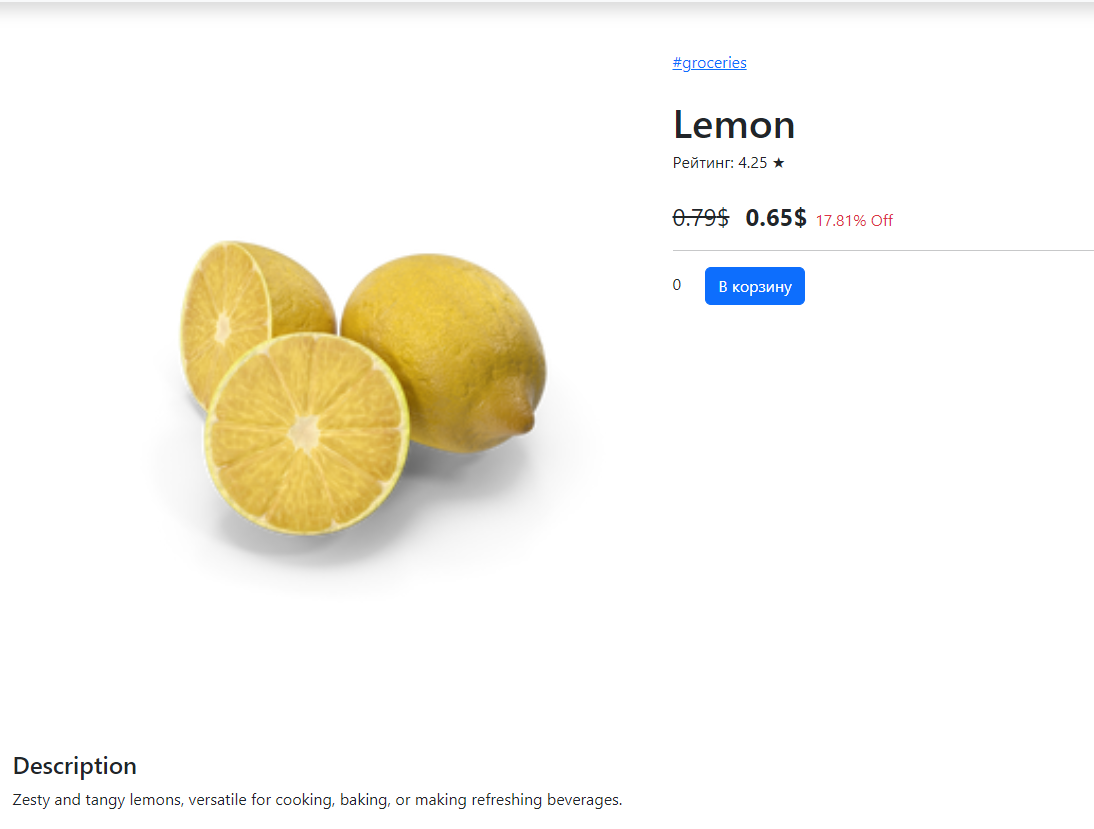 #groceries
Lemon
Рейтинг: 4.25 ★
0.79$ 0.65$ 17.81% Off
0 В корзину
Description
Zesty and tangy lemons, versatile for cooking, baking, or making refreshing beverages.